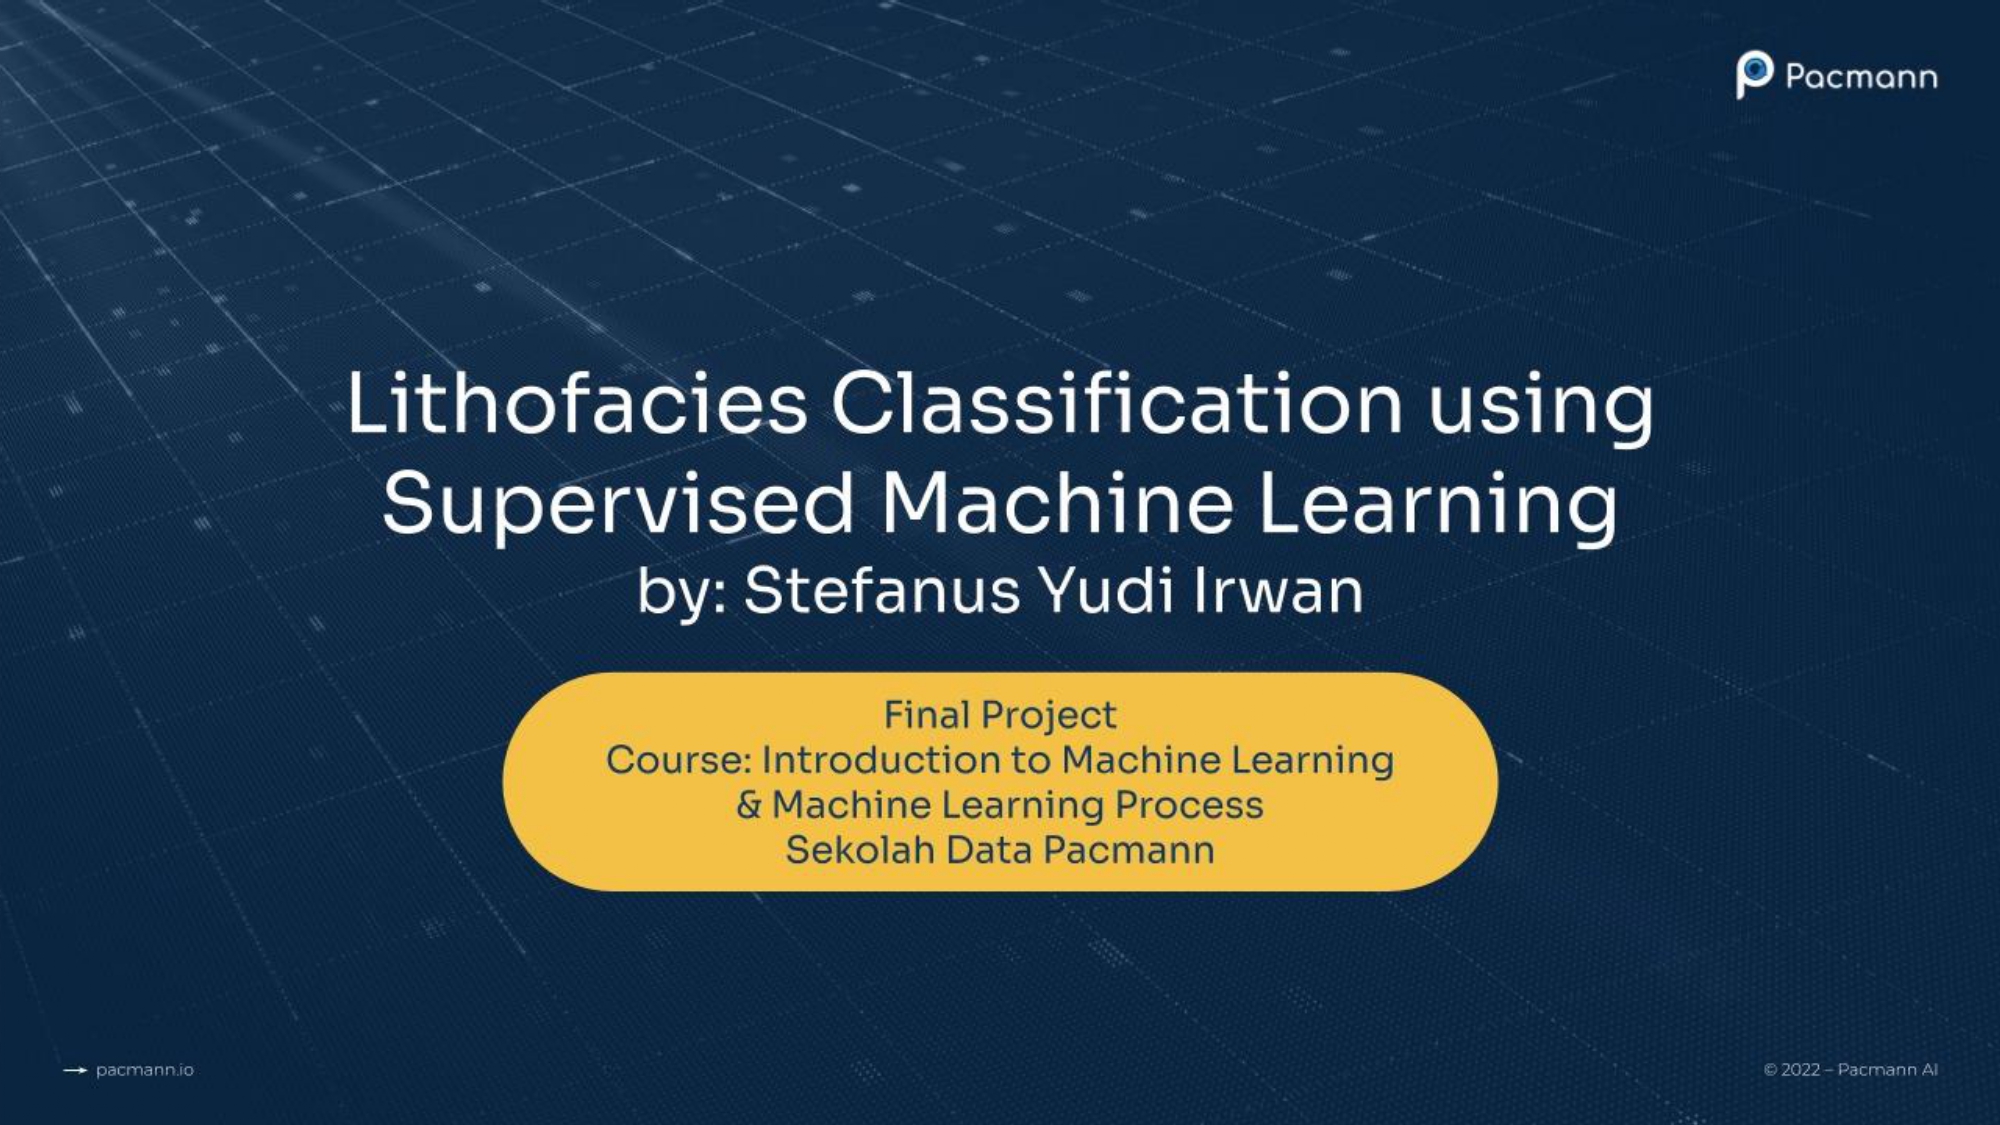 Pacmann
Lithofacies Classification using
Supervised Machine Learning
by: Stefanus Yudi Irwan
Final Project
Course: Introduction to Machine Learning
& Machine Learning Process
Sekolah Data Pacmann
→ pacmann.io
© 2022 – Pacmann AI